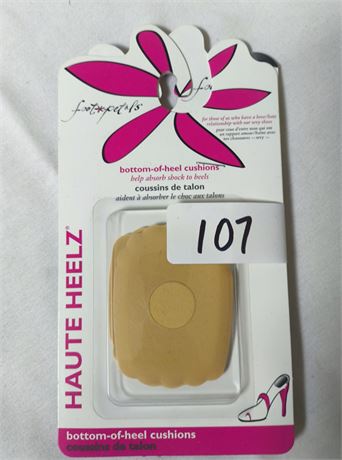 foot petals
fo
for those of us who have a love/hate
relationship with our sexy shoes
bottom-of-heel cushions
help absorb shock to heels
coussins de talon
aident à absorber le choc aux talons
107
HAUTE HEELZ
bottom-of-heel cushions
coussins de talon